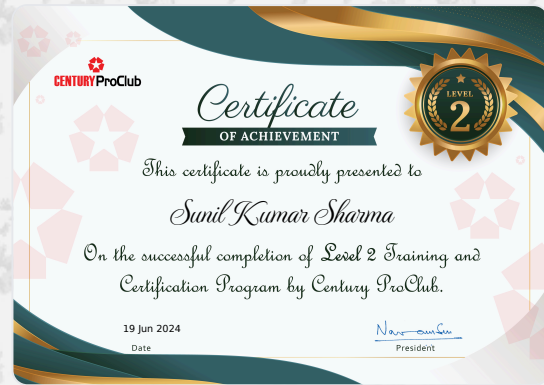 CENTURY ProClub
Certificate
OF ACHIEVEMENT
LEVEL
2
This certificate is proudly presented to
Sunil Kumar Sharma
On the successful completion of Level 2 Training and
Certification Program by Century ProClub.
19 Jun 2024
Date
President